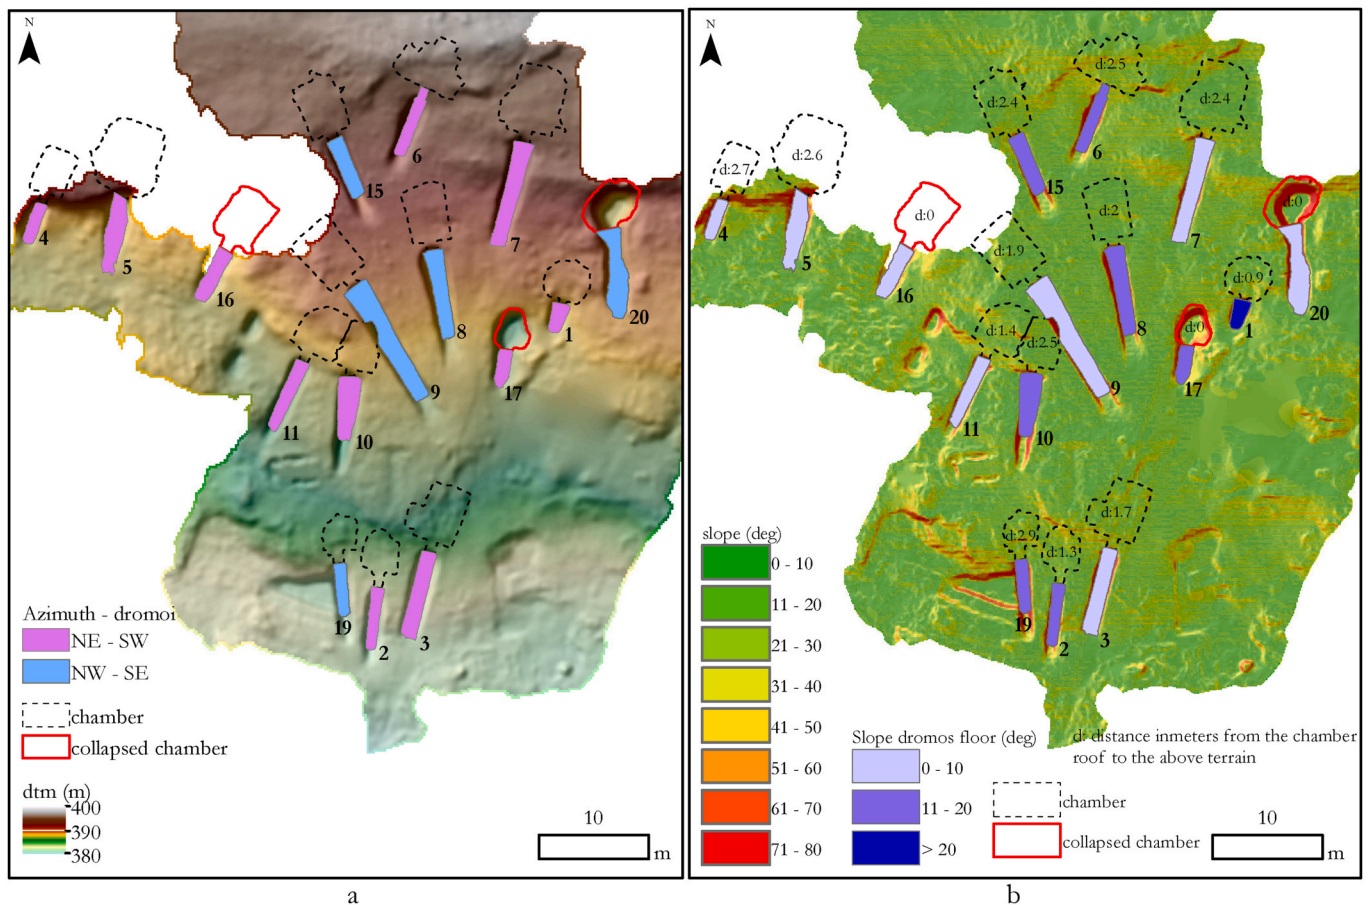 N
6
15
7
4
5
16
20
8
1
9
17
11
10
19
2
3
Azimuth - dromoi
NE - SW
NW - SE
chamber
collapsed chamber
dtm (m)
400
390
380
10
m
a
N
d:2.5
d:2.4
d:2.4
6
d:2.6
d:2.7
15
d:0
d:0
d:2
4
7
5
d:1.9
16
d:0.9
20
8
1
d:1.4
d:0
d:2.5
9
17
11
10
d:1.7
d:2.9
d:1.3
19
2
3
slope (deg)
0 - 10
11 - 20
21 - 30
31 - 40
41 - 50
51 - 60
61 - 70
71 - 80
Slope dromos floor (deg)
0 - 10
11 - 20
> 20
d: distance inmeters from the chamber
roof to the above terrain
chamber
collapsed chamber
10
m
b